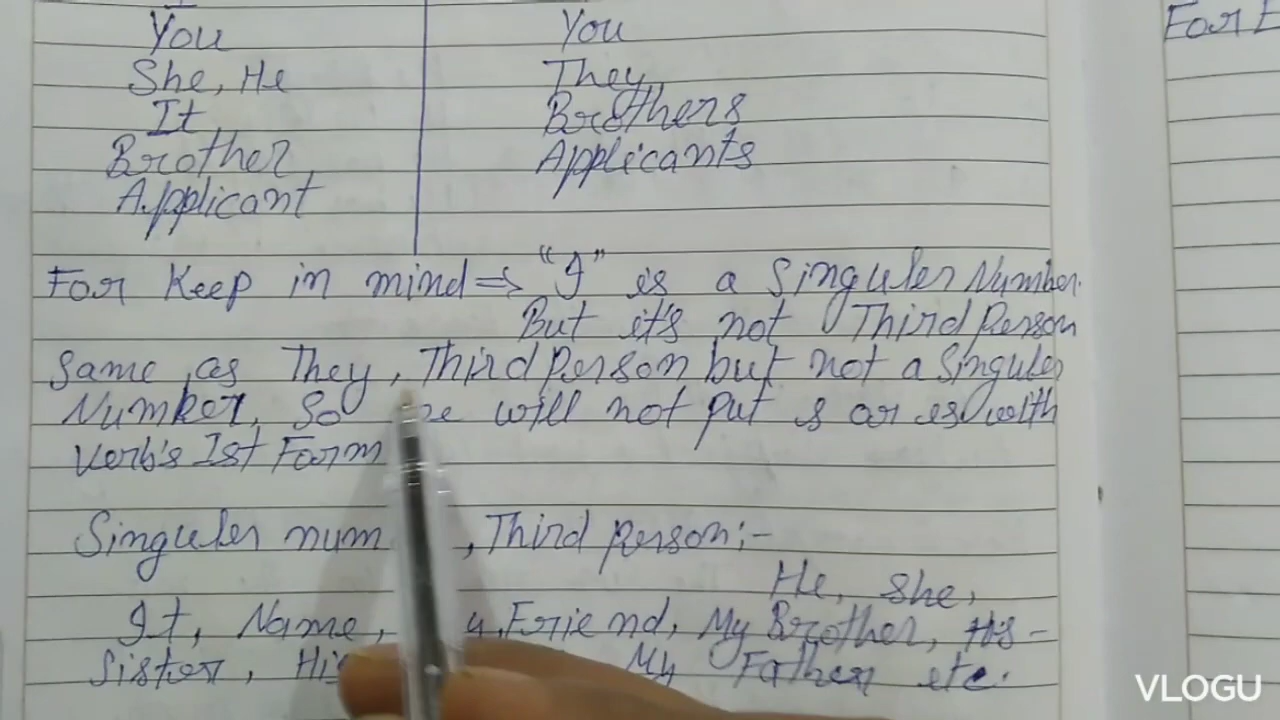 You You
She, He They
It Brothers
Brother Applicants
Applicant
For Keep in mind ⇒ "I" is a Singuler Number.
But it's not Third Person
Same as They, Third Person but not a Singuler
Number, So will not put s or es with
Verb's Ist Form
Singuler num , Third person:-
He, She,
It, Name, Friend, My Brother, His-
Sister, His My Father etc.
For E
VLOGU